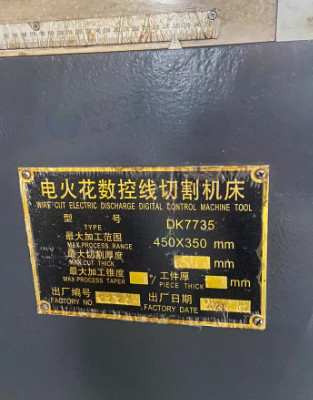 电火花数控线切割机床
WIRE CUT ELECTRIC DISCHARGE DIGITAL CONTROL MACHINE TOOL
型 号 DK7735
TYPE
最大加工范围 450X350 mm
MAX PROCESS RANGE
最大切割厚度 mm
MAX CUT THICK
最大加工锥度 °/工件厚 mm
MAX PROCESS TAPER PIECE THICK
出厂编号 出厂日期
FACTORY NO FACTORY DATE